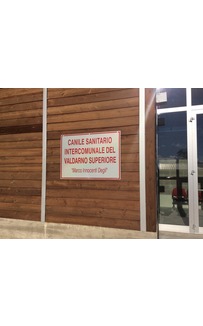 CANILE SANITARIO
INTERCOMUNALE DEL
VALDARNO SUPERIORE
"Marco Innocenti Degli"